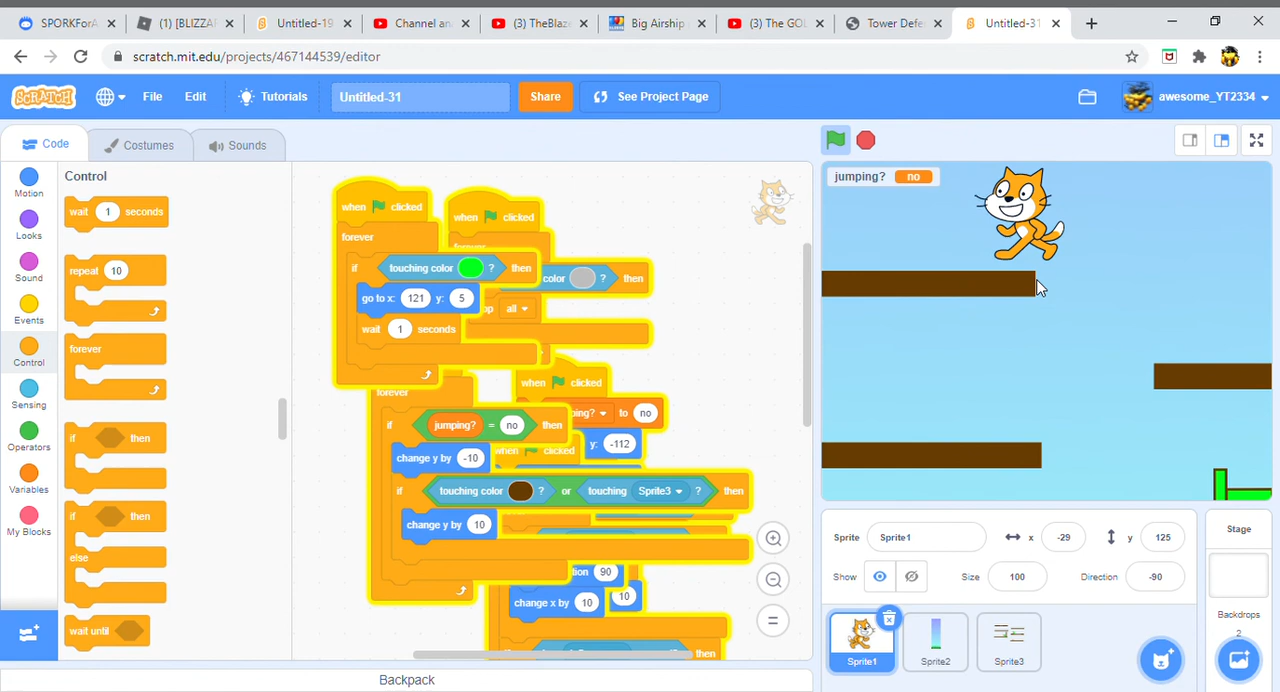 SPORKForA
(1) [BLIZZA
Untitled-19
Channel an
(3) TheBlaze
Big Airship
(3) The GOL
Tower Defe
Untitled-31
scratch.mit.edu/projects/467144539/editor
SCRATCH
File
Edit
Tutorials
Untitled-31
Share
See Project Page
awesome_YT2334
Code
Costumes
Sounds
Motion
Looks
Sound
Events
Control
Sensing
Operators
Variables
My Blocks
Control
wait 1 seconds
repeat 10
forever
if then
if then
else
wait until
when clicked
forever
if touching color ? then
go to x: 121 y: 5
wait 1 seconds
when clicked
color ? then
all
when clicked
to no
y: -112
when clicked
forever
if jumping? = no then
change y by -10
if touching color ? or touching Sprite3 ? then
change y by 10
90
change x by 10
10
then
Backpack
jumping? no
Sprite Sprite1 x -29 y 125
Show Size 100 Direction -90
Sprite1
Sprite2
Sprite3
Stage
Backdrops
2